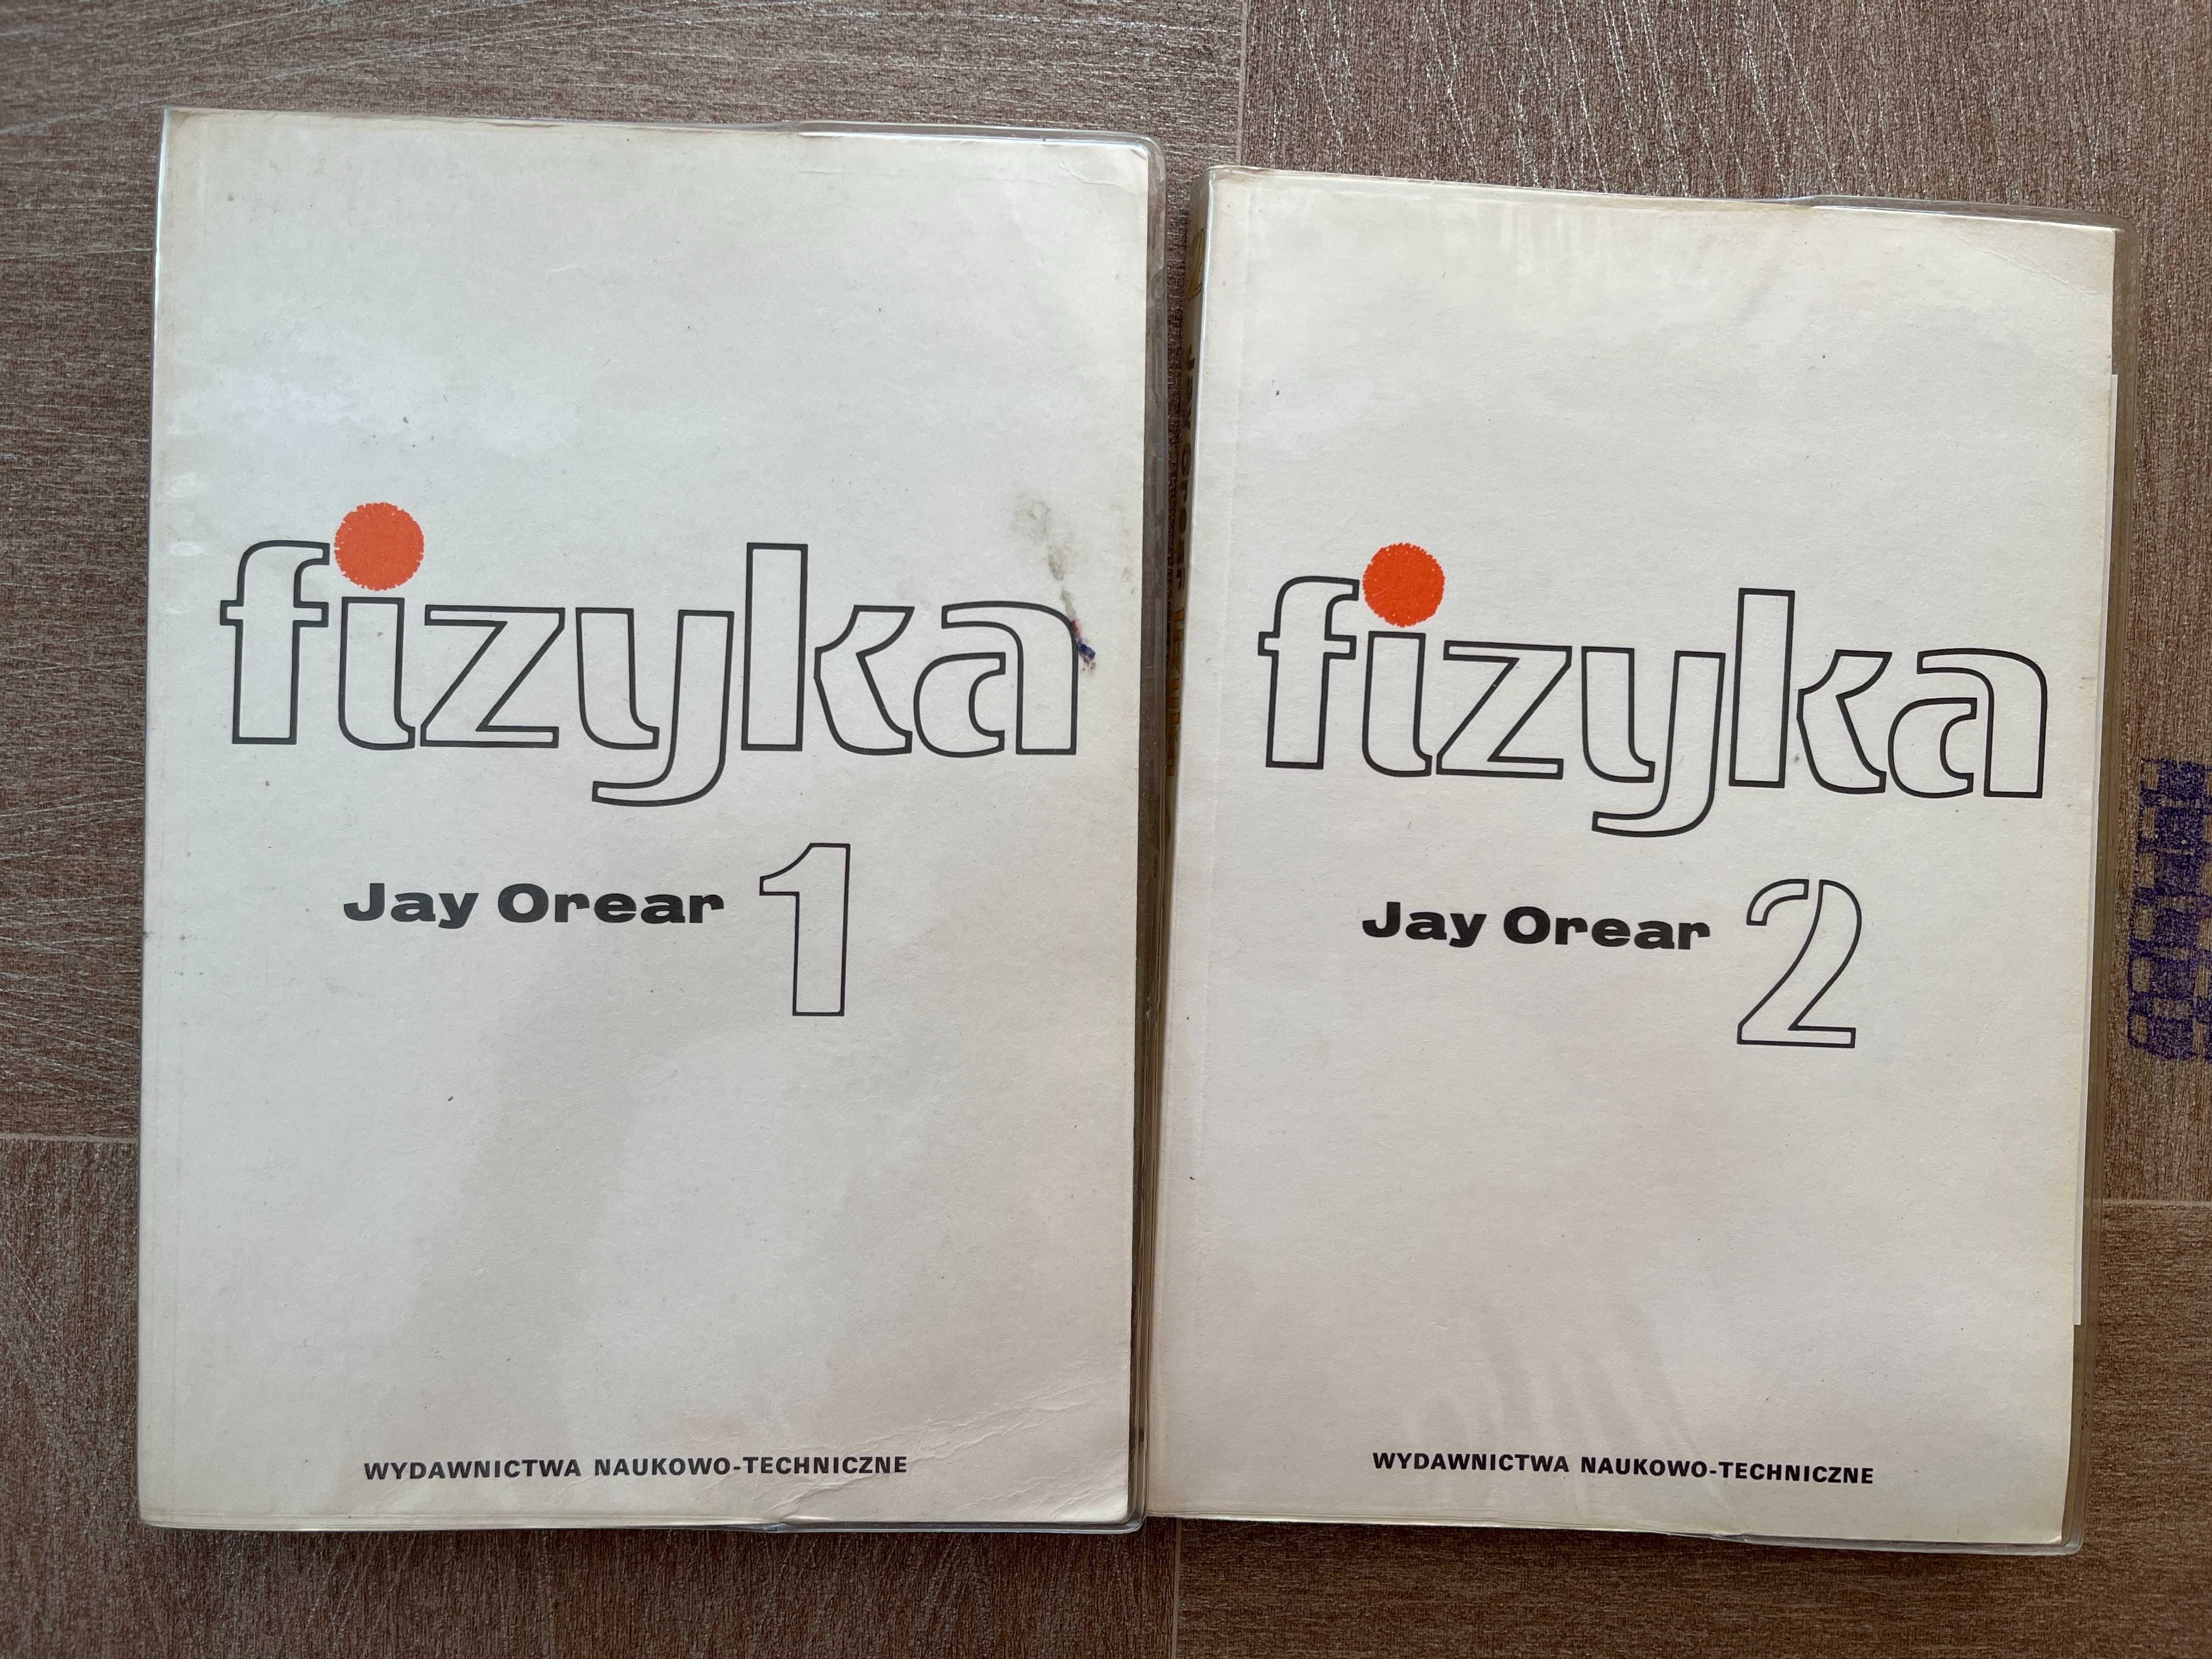 fizyka
Jay Orear 1
WYDAWNICTWA NAUKOWO-TECHNICZNE
fizyka
Jay Orear 2
WYDAWNICTWA NAUKOWO-TECHNICZNE